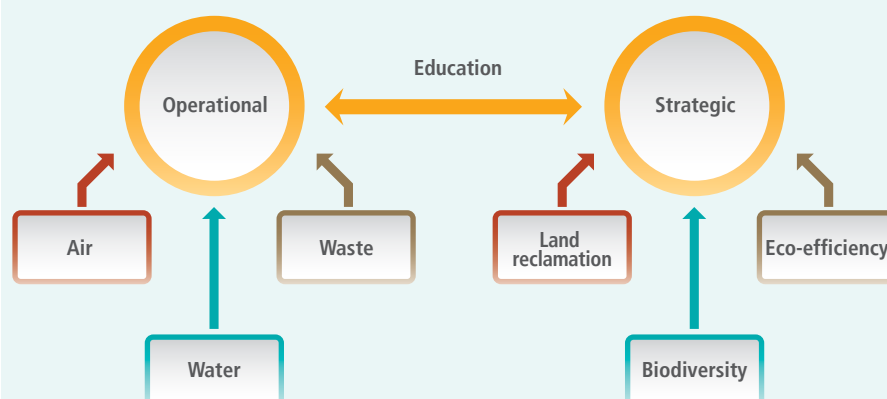 Education
Operational
Strategic
Air
Waste
Land
reclamation
Eco-efficiency
Water
Biodiversity